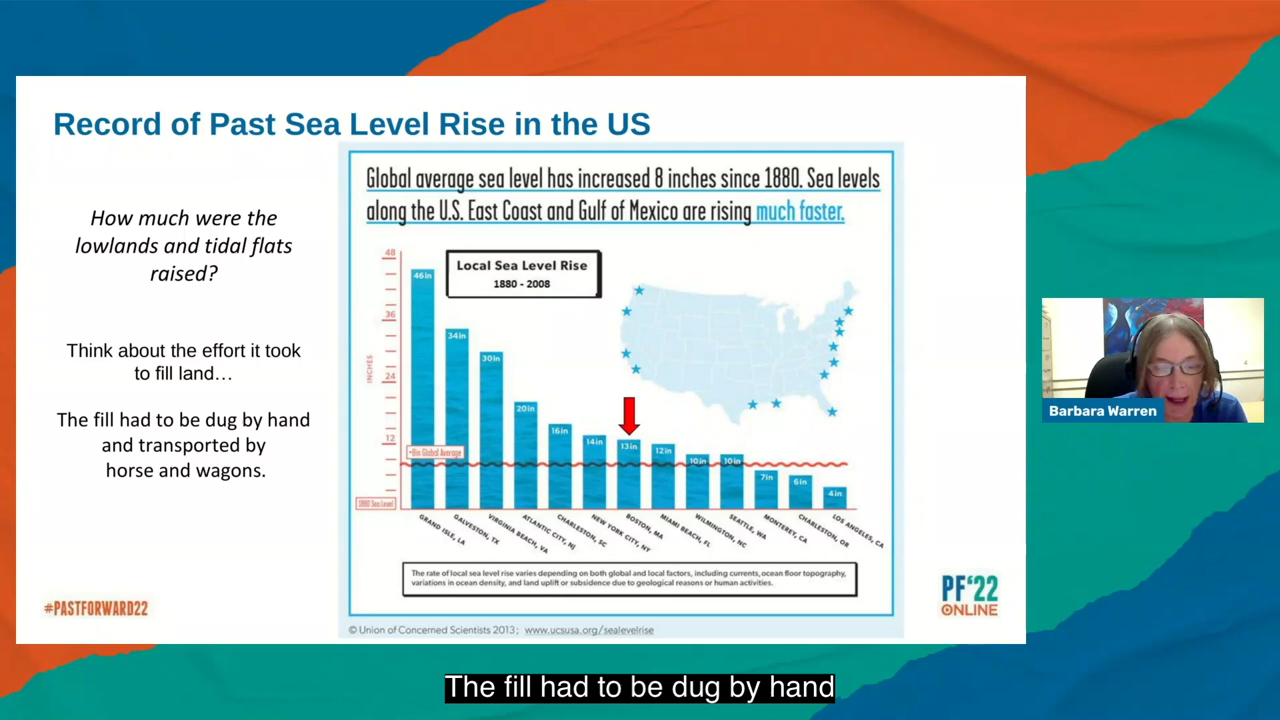 Record of Past Sea Level Rise in the US
How much were the
lowlands and tidal flats
raised?
Think about the effort it took
to fill land…
The fill had to be dug by hand
and transported by
horse and wagons.
#PASTFORWARD22
Global average sea level has increased 8 inches since 1880. Sea levels
along the U.S. East Coast and Gulf of Mexico are rising much faster.
Local Sea Level Rise
1880 - 2008
INCHES
48
36
24
12
46in
34in
30in
20in
16in
14in
13in
12in
10in
10in
7in
6in
4in
+8in Global Average
1880 Sea Level
GRAND ISLE, LA
GALVESTON, TX
VIRGINIA BEACH, VA
ATLANTIC CITY, NJ
CHARLESTON, SC
NEW YORK CITY, NY
BOSTON, MA
MIAMI BEACH, FL
WILMINGTON, NC
SEATTLE, WA
MONTEREY, CA
CHARLESTON, OR
LOS ANGELES, CA
The rate of local sea level rise varies depending on both global and local factors, including currents, ocean floor topography,
variations in ocean density, and land uplift or subsidence due to geological reasons or human activities.
© Union of Concerned Scientists 2013; www.ucsusa.org/sealevelrise
PF‘22
ONLINE
Barbara Warren
The fill had to be dug by hand